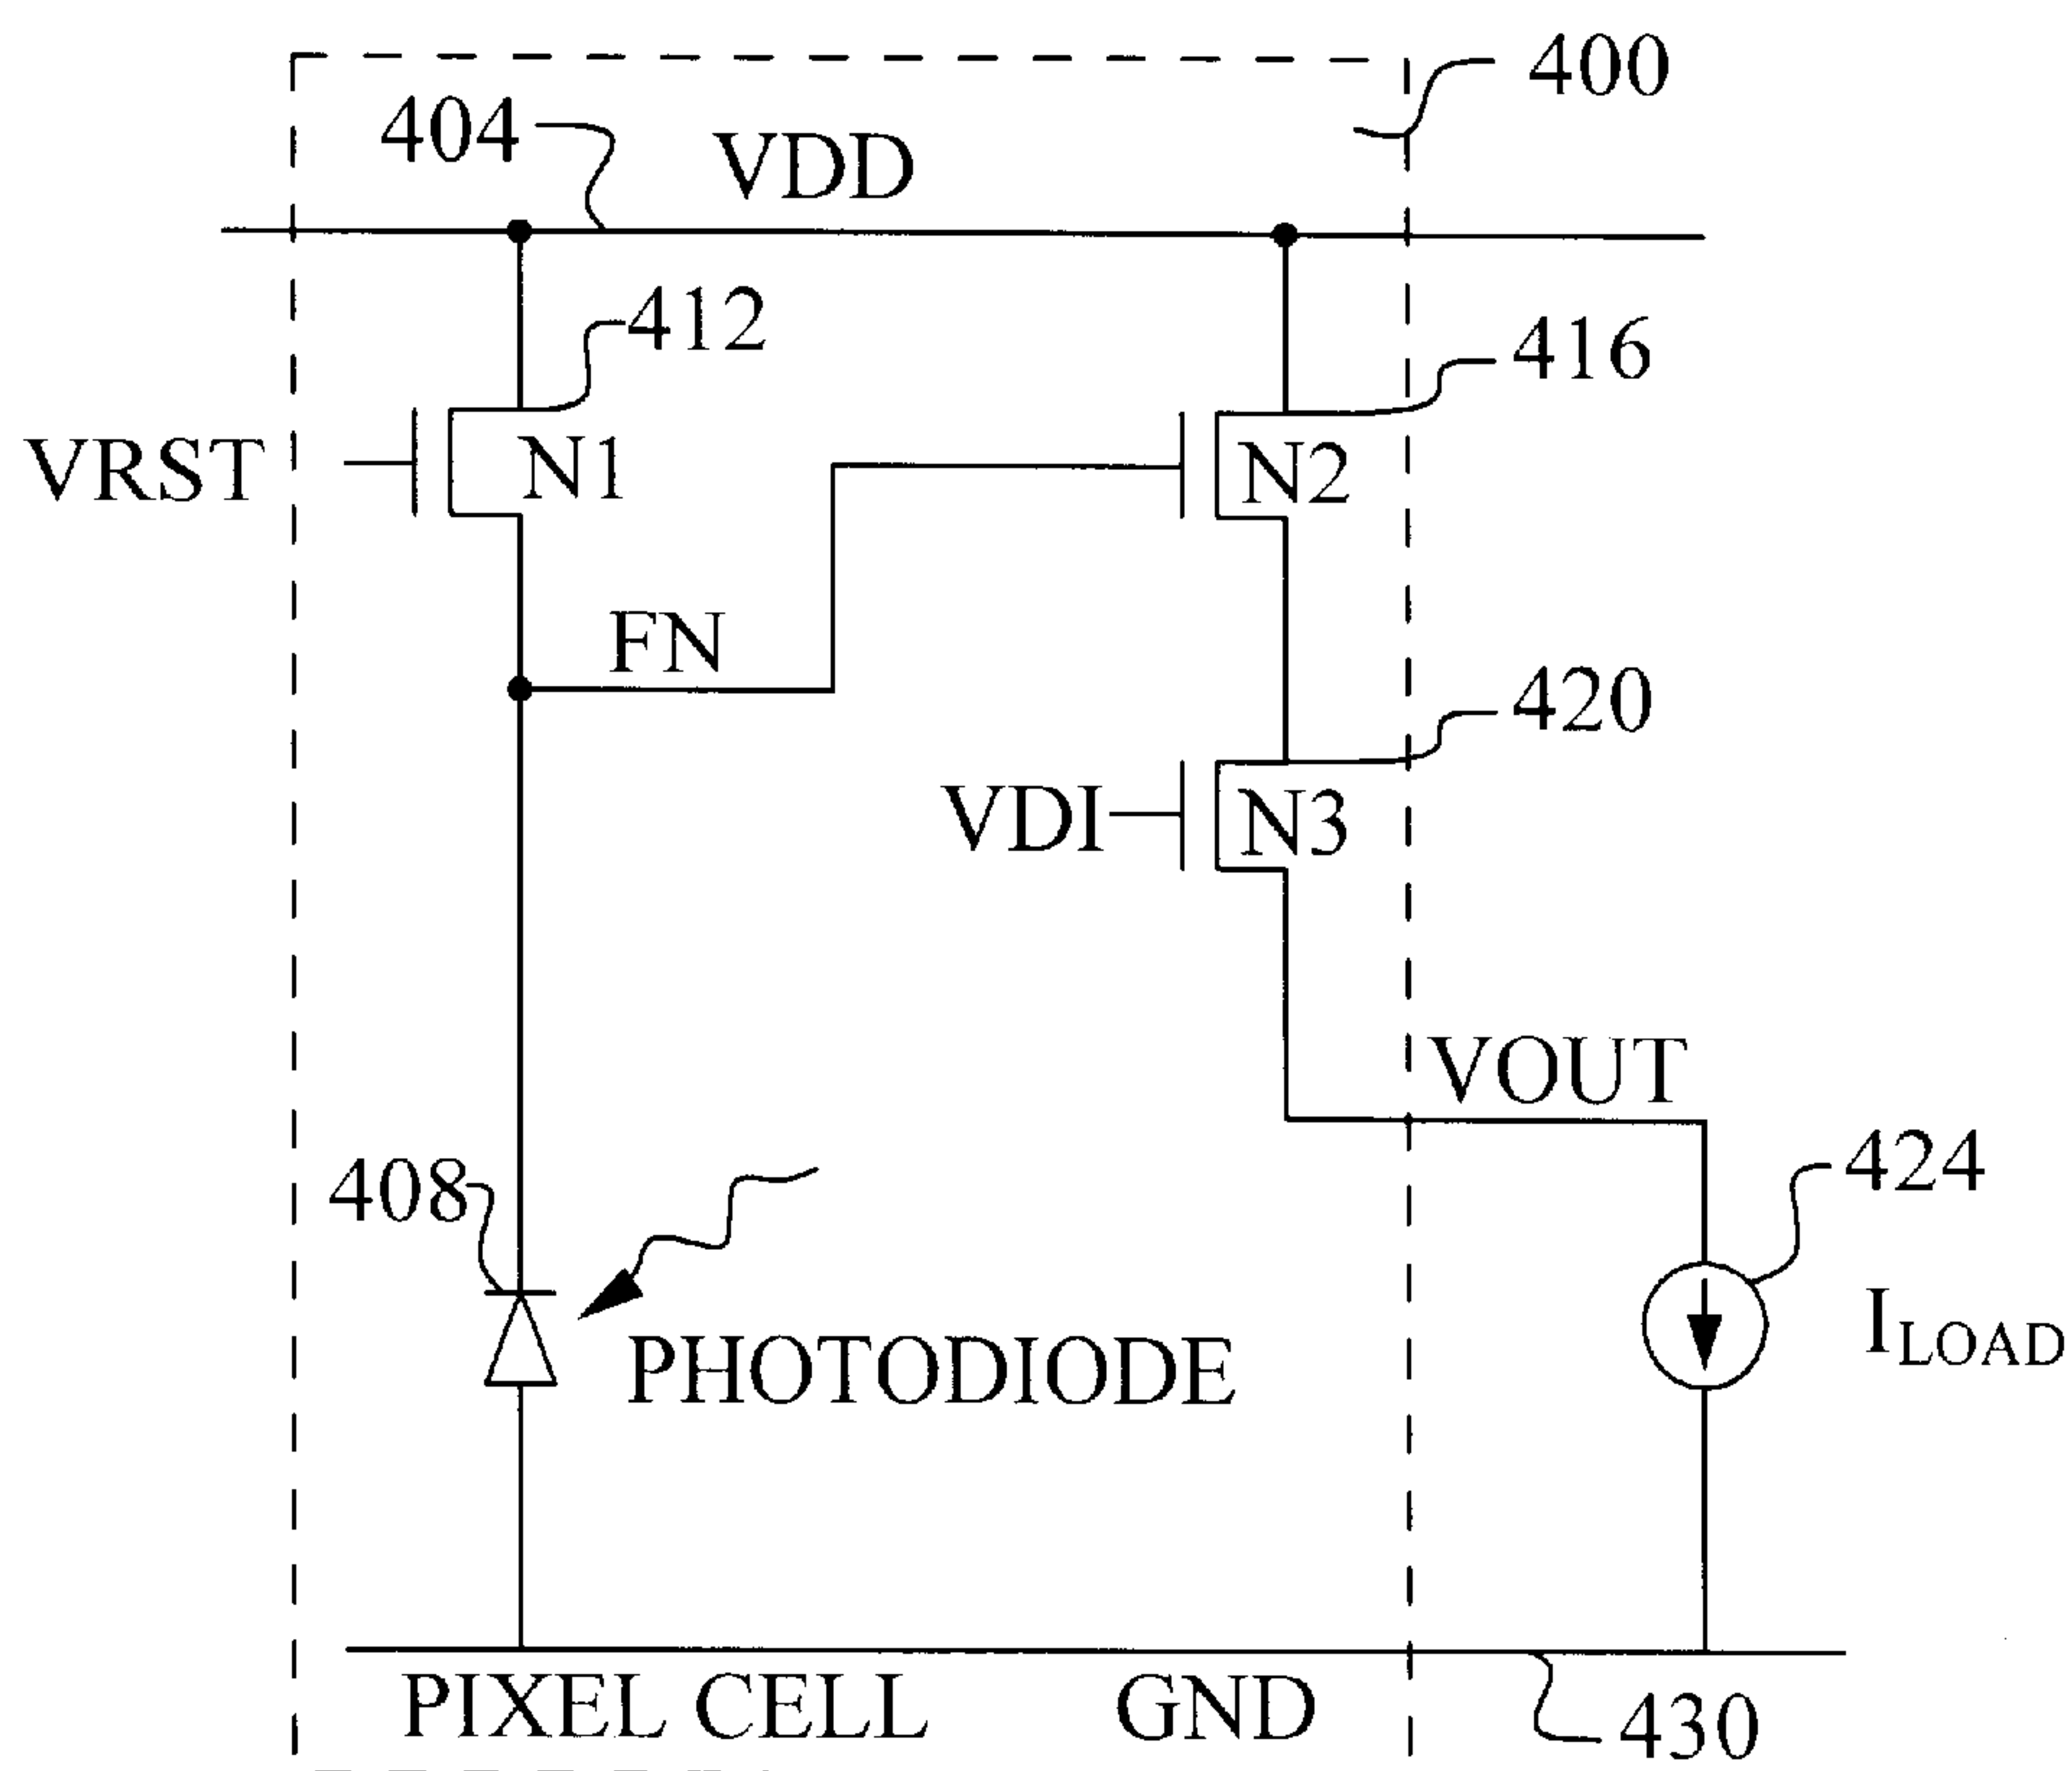 400
404
VDD
412
416
VRST
N1
N2
FN
420
VDI
N3
VOUT
408
424
PHOTODIODE
I LOAD
PIXEL CELL
GND
430